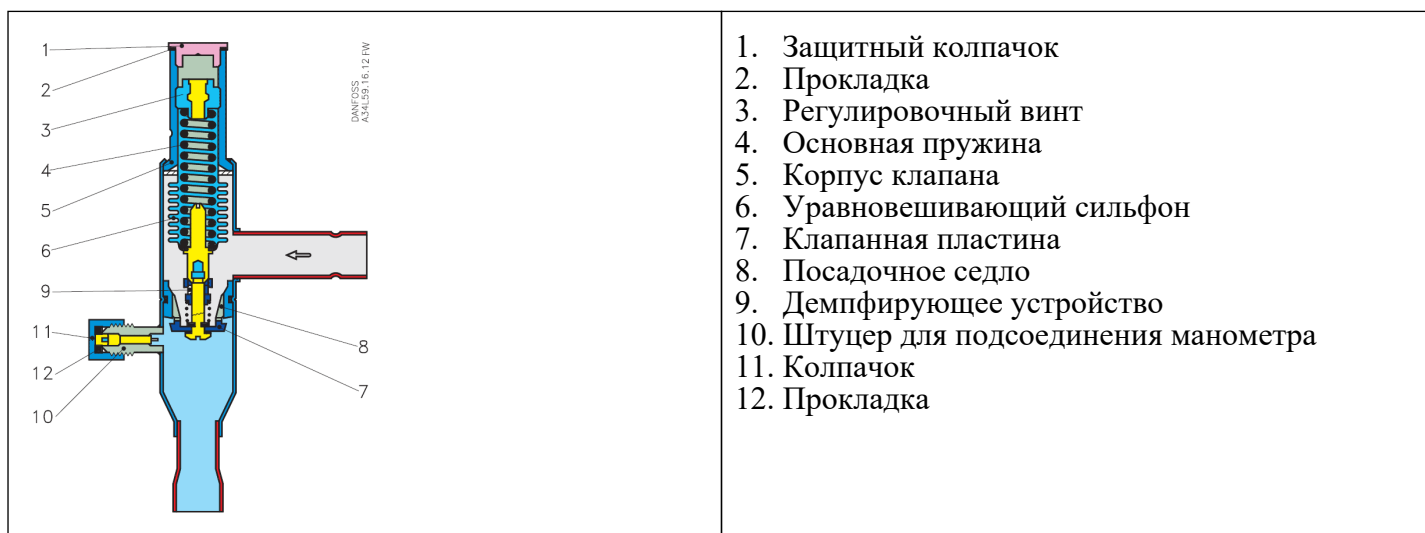 1
2
3
4
5
6
9
11
12
10
8
7
DANFOSS
A34L59.16.12 FW
1. Защитный колпачок
2. Прокладка
3. Регулировочный винт
4. Основная пружина
5. Корпус клапана
6. Уравновешивающий сильфон
7. Клапанная пластина
8. Посадочное седло
9. Демпфирующее устройство
10. Штуцер для подсоединения манометра
11. Колпачок
12. Прокладка